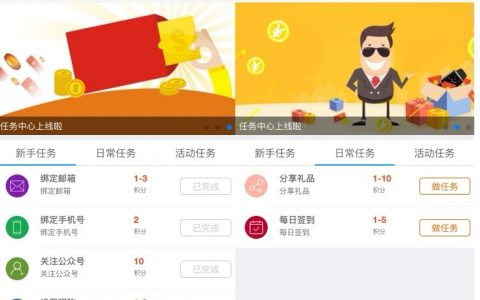 任务中心上线啦
新手任务
日常任务
活动任务
绑定邮箱
绑定邮箱
1-3
积分
已完成
绑定手机号
绑定手机号
2
积分
已完成
关注公众号
关注公众号
10
积分
已完成
任务中心上线啦
新手任务
日常任务
活动任务
分享礼品
分享礼品
1-10
积分
做任务
每日签到
每日签到
1-5
积分
做任务